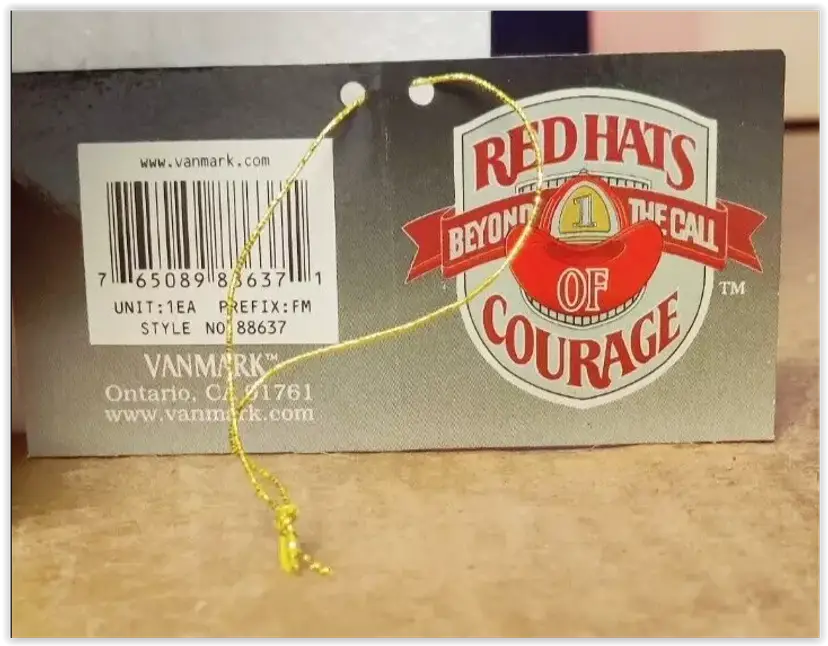 www.vanmark.com
7 65089 88637 1
UNIT:1EA PREFIX:FM
STYLE NO 88637
VANMARK™
Ontario, CA 91761
www.vanmark.com
RED HATS
BEYOND 1 THE CALL
OF
COURAGE
TM